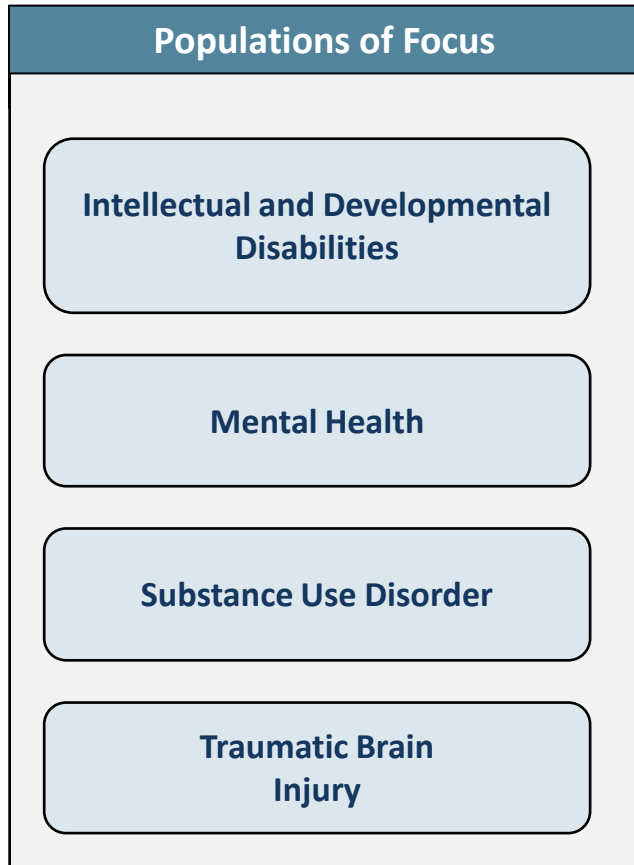 Populations of Focus
Intellectual and Developmental
Disabilities
Mental Health
Substance Use Disorder
Traumatic Brain
Injury